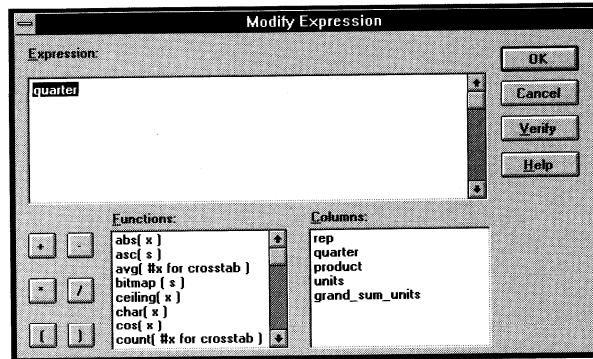 Modify Expression
Expression:
quarter
OK
Cancel
Verify
Help
Functions:
Columns:
+ -
* /
( )
abs( x )
asc( s )
avg( #x for crosstab )
bitmap ( s )
ceiling( x )
char( x )
cos( x )
count( #x for crosstab )
rep
quarter
product
units
grand_sum_units